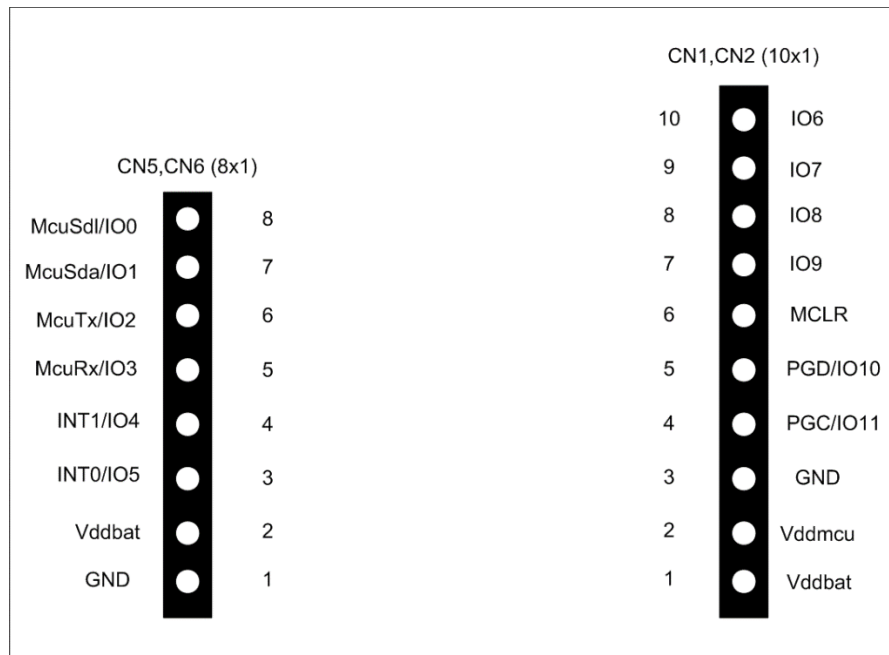 CN1,CN2 (10x1)
10 IO6
9 IO7
8 IO8
7 IO9
6 MCLR
5 PGD/IO10
4 PGC/IO11
3 GND
2 Vddmcu
1 Vddbat
CN5,CN6 (8x1)
McuSdl/IO0 8
McuSda/IO1 7
McuTx/IO2 6
McuRx/IO3 5
INT1/IO4 4
INT0/IO5 3
Vddbat 2
GND 1